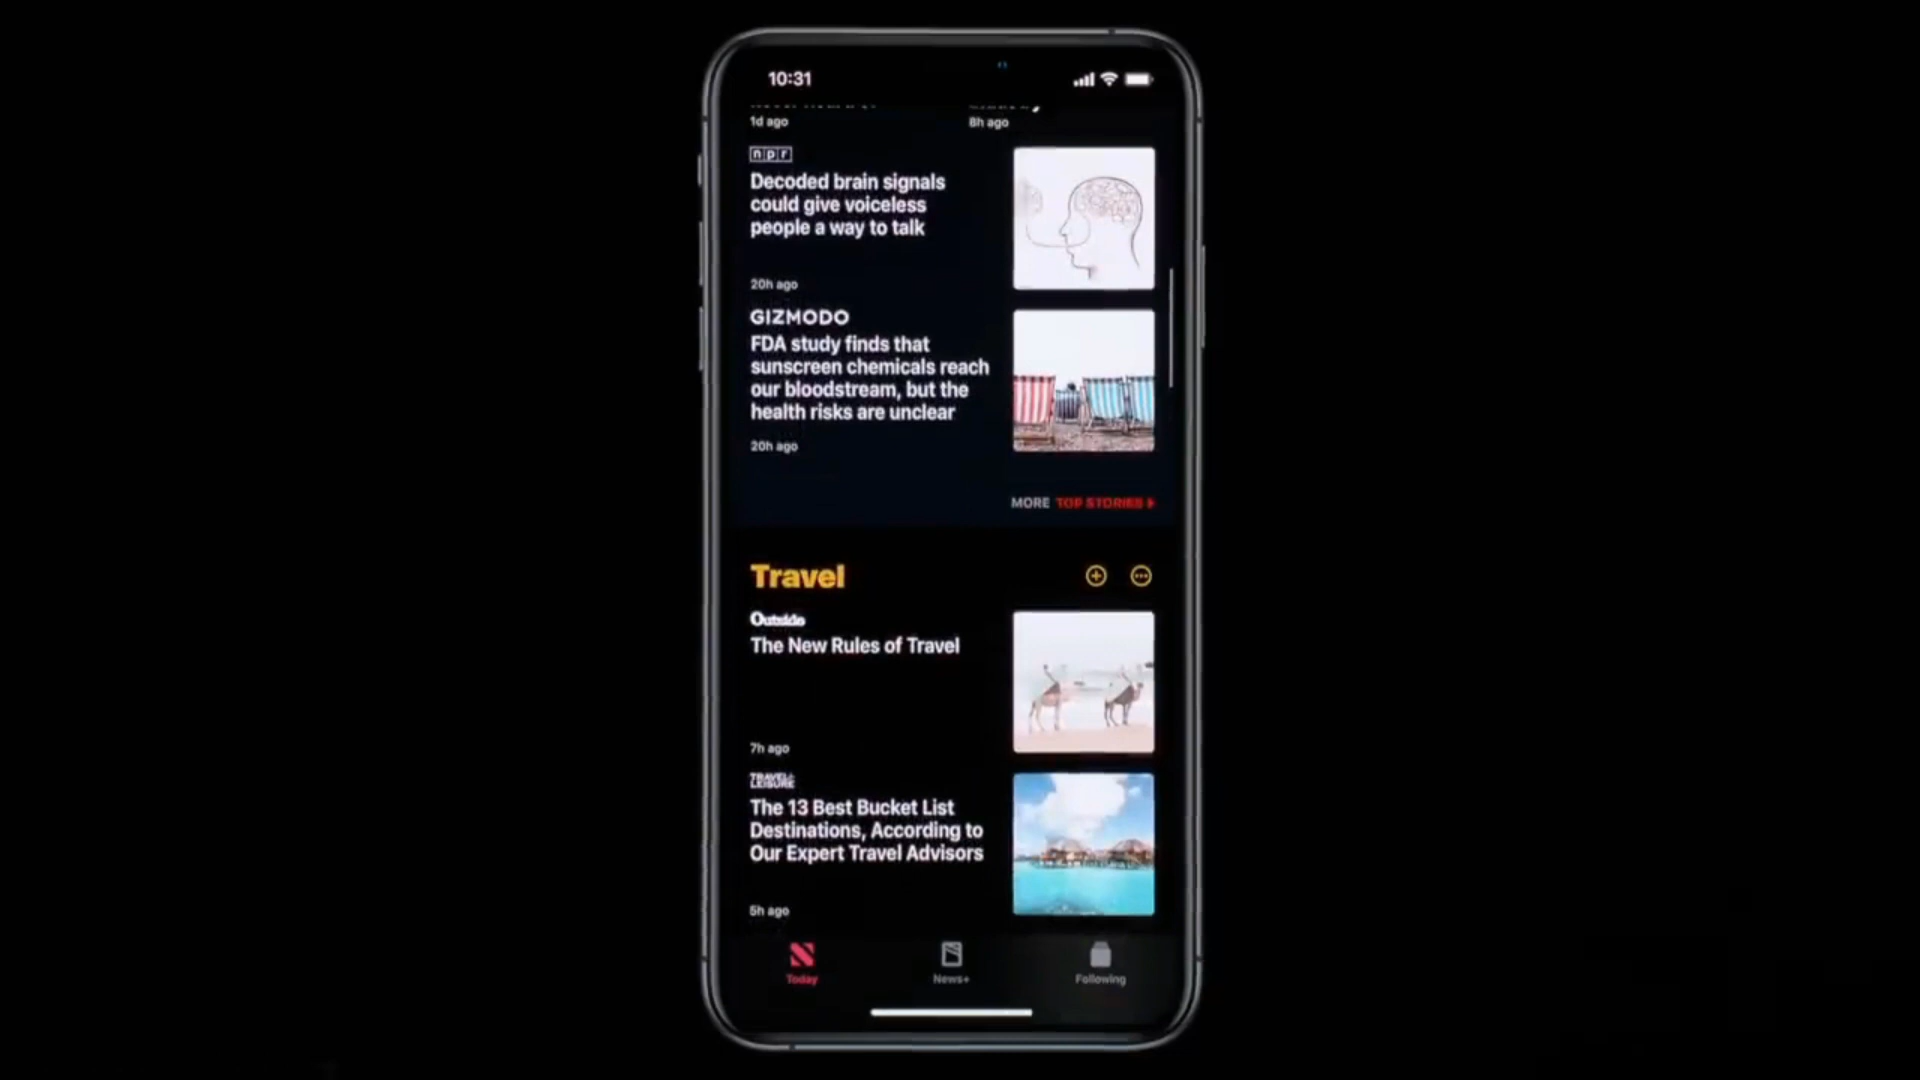 10:31
1d ago
8h ago
npr
Decoded brain signals
could give voiceless
people a way to talk
20h ago
GIZMODO
FDA study finds that
sunscreen chemicals reach
our bloodstream, but the
health risks are unclear
20h ago
MORE TOP STORIES
Travel
Outside
The New Rules of Travel
7h ago
TRAVEL+
LEISURE
The 13 Best Bucket List
Destinations, According to
Our Expert Travel Advisors
5h ago
Today
News+
Following